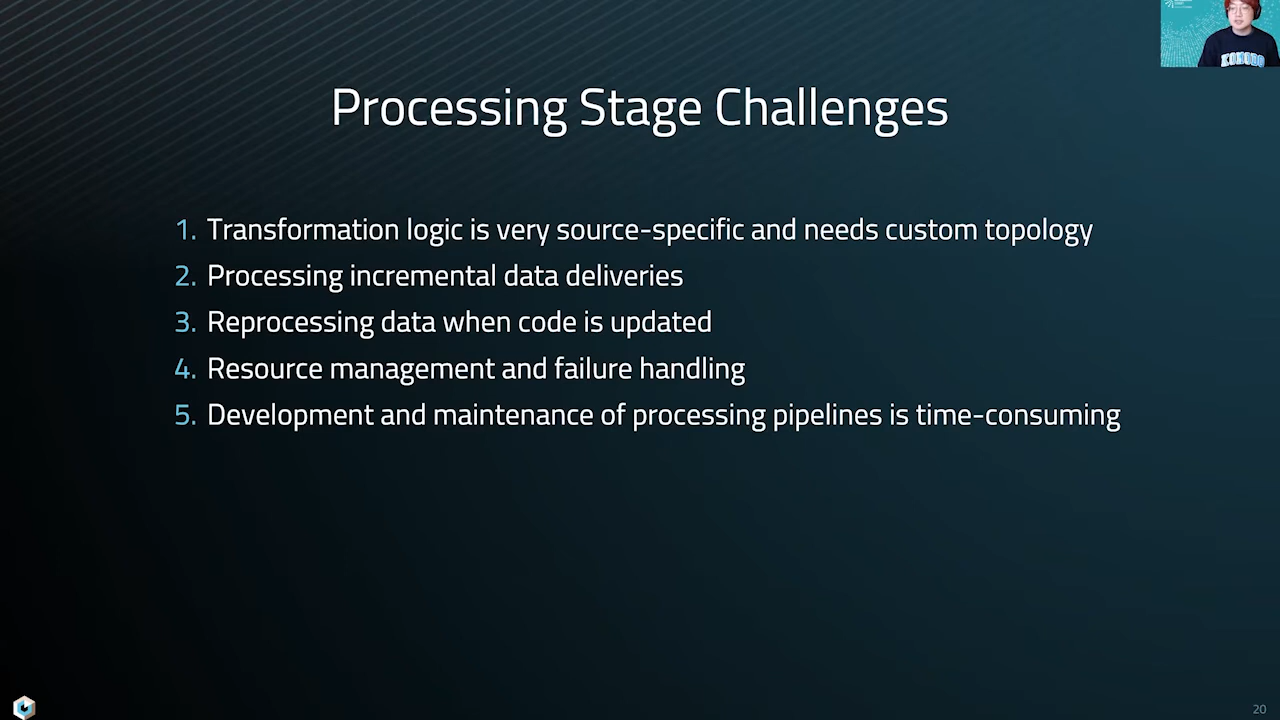 Processing Stage Challenges
1. Transformation logic is very source-specific and needs custom topology
2. Processing incremental data deliveries
3. Reprocessing data when code is updated
4. Resource management and failure handling
5. Development and maintenance of processing pipelines is time-consuming
KOMODO
20